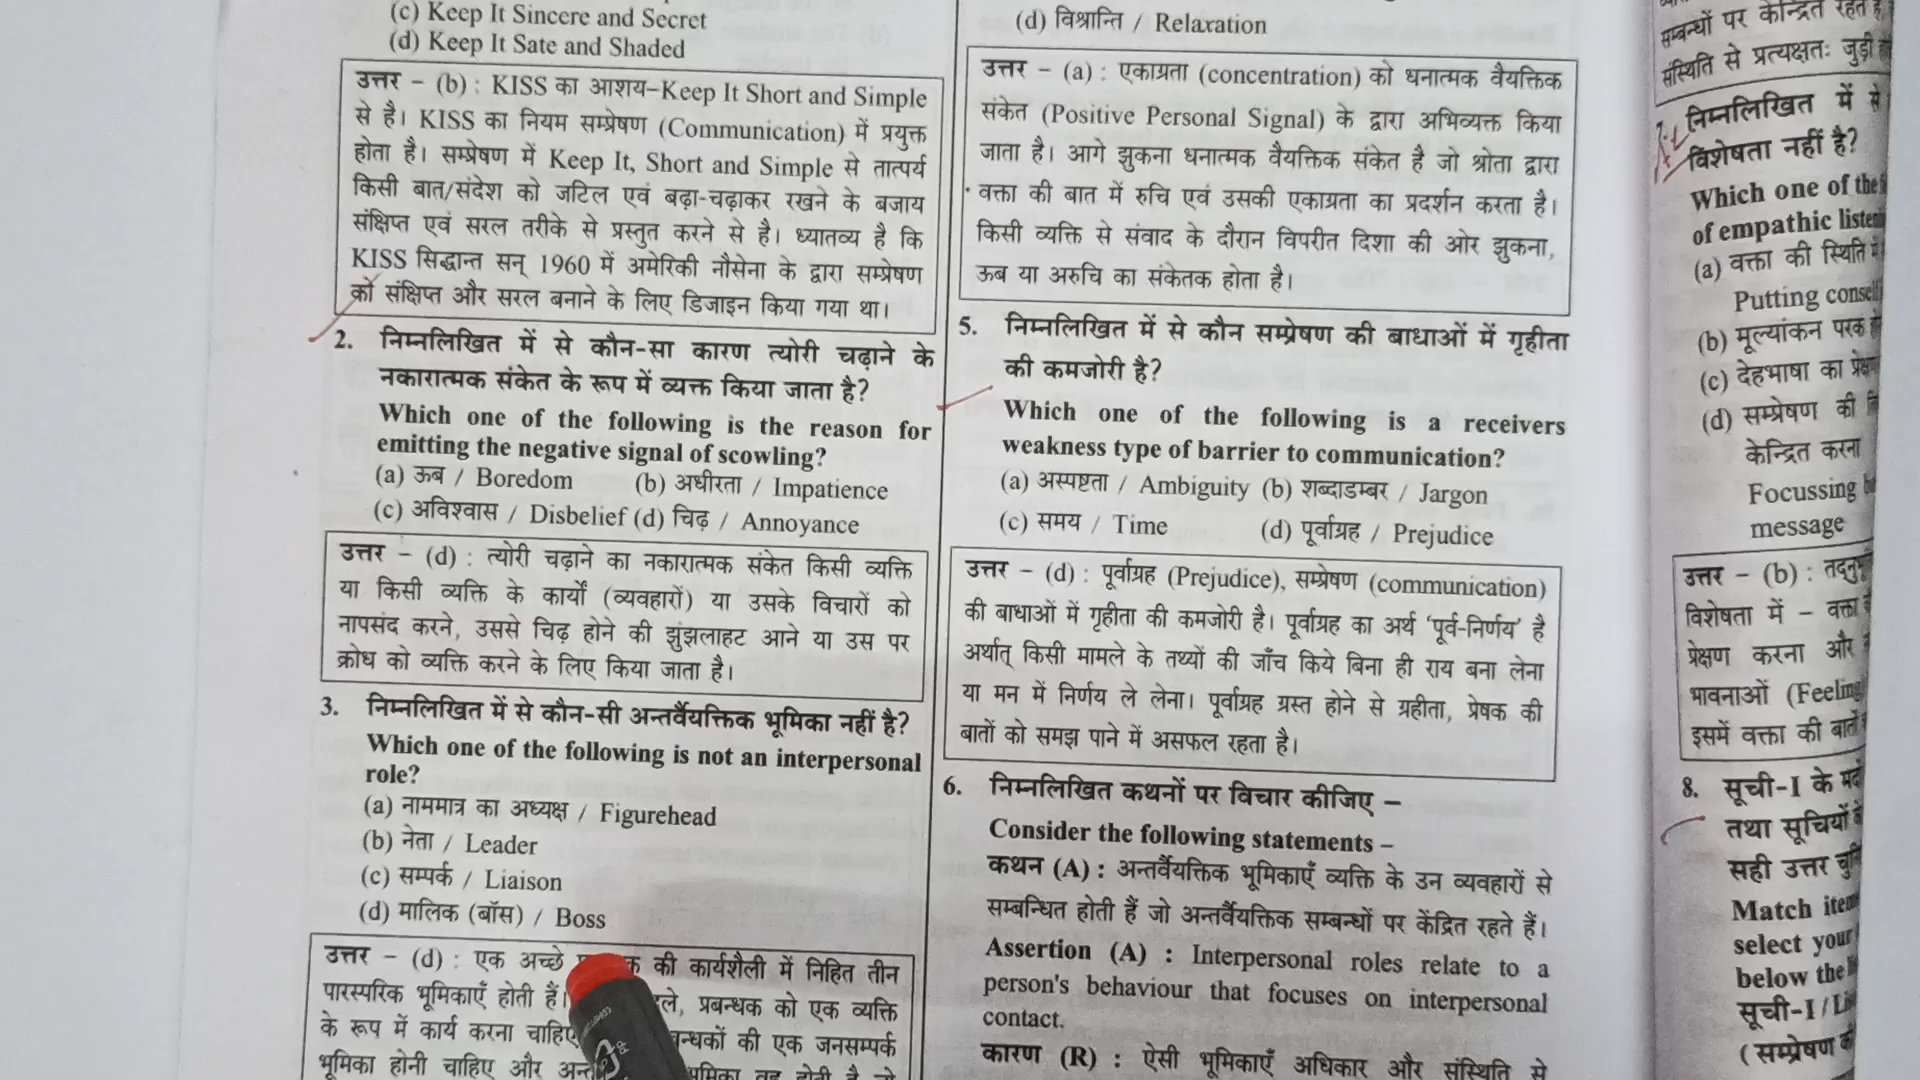 (c) Keep It Sincere and Secret
(d) Keep It Sate and Shaded
उत्तर – (b) : KISS का आशय–Keep It Short and Simple
से है। KISS का नियम सम्प्रेषण (Communication) में प्रयुक्त
होता है। सम्प्रेषण में Keep It, Short and Simple से तात्पर्य
किसी बात/संदेश को जटिल एवं बढ़ा-चढ़ाकर रखने के बजाय
संक्षिप्त एवं सरल तरीके से प्रस्तुत करने से है। ध्यातव्य है कि
KISS सिद्धान्त सन् 1960 में अमेरिकी नौसेना के द्वारा सम्प्रेषण
को संक्षिप्त और सरल बनाने के लिए डिजाइन किया गया था।
2. निम्नलिखित में से कौन-सा कारण त्योरी चढ़ाने के
नकारात्मक संकेत के रूप में व्यक्त किया जाता है?
Which one of the following is the reason for
emitting the negative signal of scowling?
(a) ऊब / Boredom (b) अधीरता / Impatience
(c) अविश्वास / Disbelief (d) चिढ़ / Annoyance
उत्तर – (d) : त्योरी चढ़ाने का नकारात्मक संकेत किसी व्यक्ति
या किसी व्यक्ति के कार्यों (व्यवहारों) या उसके विचारों को
नापसंद करने, उससे चिढ़ होने की झुंझलाहट आने या उस पर
क्रोध को व्यक्ति करने के लिए किया जाता है।
3. निम्नलिखित में से कौन-सी अन्तर्वैयक्तिक भूमिका नहीं है?
Which one of the following is not an interpersonal
role?
(a) नाममात्र का अध्यक्ष / Figurehead
(b) नेता / Leader
(c) सम्पर्क / Liaison
(d) मालिक (बॉस) / Boss
उत्तर – (d) : एक अच्छे की कार्यशैली में निहित तीन
पारस्परिक भूमिकाएँ होती हैं। प्रबन्धक को एक व्यक्ति
के रूप में कार्य करना चाहिए की एक जनसम्पर्क
भूमिका होनी चाहिए और
(d) विश्रान्ति / Relaxation
उत्तर – (a) : एकाग्रता (concentration) को धनात्मक वैयक्तिक
संकेत (Positive Personal Signal) के द्वारा अभिव्यक्त किया
जाता है। आगे झुकना धनात्मक वैयक्तिक संकेत है जो श्रोता द्वारा
वक्ता की बात में रुचि एवं उसकी एकाग्रता का प्रदर्शन करता है।
किसी व्यक्ति से संवाद के दौरान विपरीत दिशा की ओर झुकना,
ऊब या अरुचि का संकेतक होता है।
5. निम्नलिखित में से कौन सम्प्रेषण की बाधाओं में गृहीता
की कमजोरी है?
Which one of the following is a receivers
weakness type of barrier to communication?
(a) अस्पष्टता / Ambiguity (b) शब्दाडम्बर / Jargon
(c) समय / Time (d) पूर्वाग्रह / Prejudice
उत्तर – (d) : पूर्वाग्रह (Prejudice), सम्प्रेषण (communication)
की बाधाओं में गृहीता की कमजोरी है। पूर्वाग्रह का अर्थ ‘पूर्व-निर्णय’ है
अर्थात् किसी मामले के तथ्यों की जाँच किये बिना ही राय बना लेना
या मन में निर्णय ले लेना। पूर्वाग्रह ग्रस्त होने से ग्रहीता, प्रेषक की
बातों को समझ पाने में असफल रहता है।
6. निम्नलिखित कथनों पर विचार कीजिए –
Consider the following statements –
कथन (A) : अन्तर्वैयक्तिक भूमिकाएँ व्यक्ति के उन व्यवहारों से
सम्बन्धित होती हैं जो अन्तर्वैयक्तिक सम्बन्धों पर केंद्रित रहते हैं।
Assertion (A) : Interpersonal roles relate to a
person's behaviour that focuses on interpersonal
contact.
कारण (R) : ऐसी भूमिकाएँ अधिकार और संस्थिति से
सम्बन्धों पर केन्द्रित रहते
संस्थिति से प्रत्यक्षतः जुड़ी
7. निम्नलिखित में से
विशेषता नहीं है?
Which one of the
of empathic
(a) वक्ता की स्थिति
Putting
(b) मूल्यांकन परक
(c) देहभाषा का
(d) सम्प्रेषण की
केन्द्रित करना
Focussing
message
उत्तर – (b) :
विशेषता में – वक्ता
प्रेक्षण करना और
भावनाओं (Feeling
इसमें वक्ता की
8. सूची-I के
तथा सूचियों
सही उत्तर
Match
select your
below the
सूची-I
(सम्प्रेषण